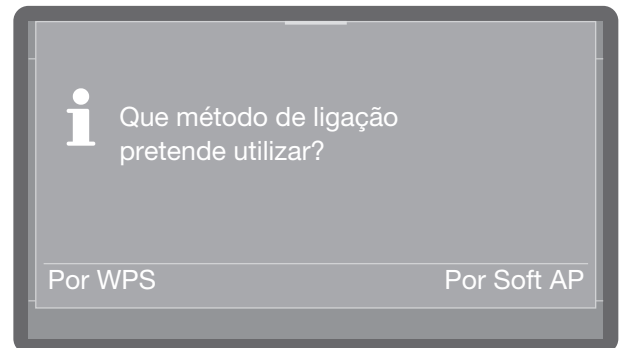 Que método de ligação
pretende utilizar?
Por WPS
Por Soft AP